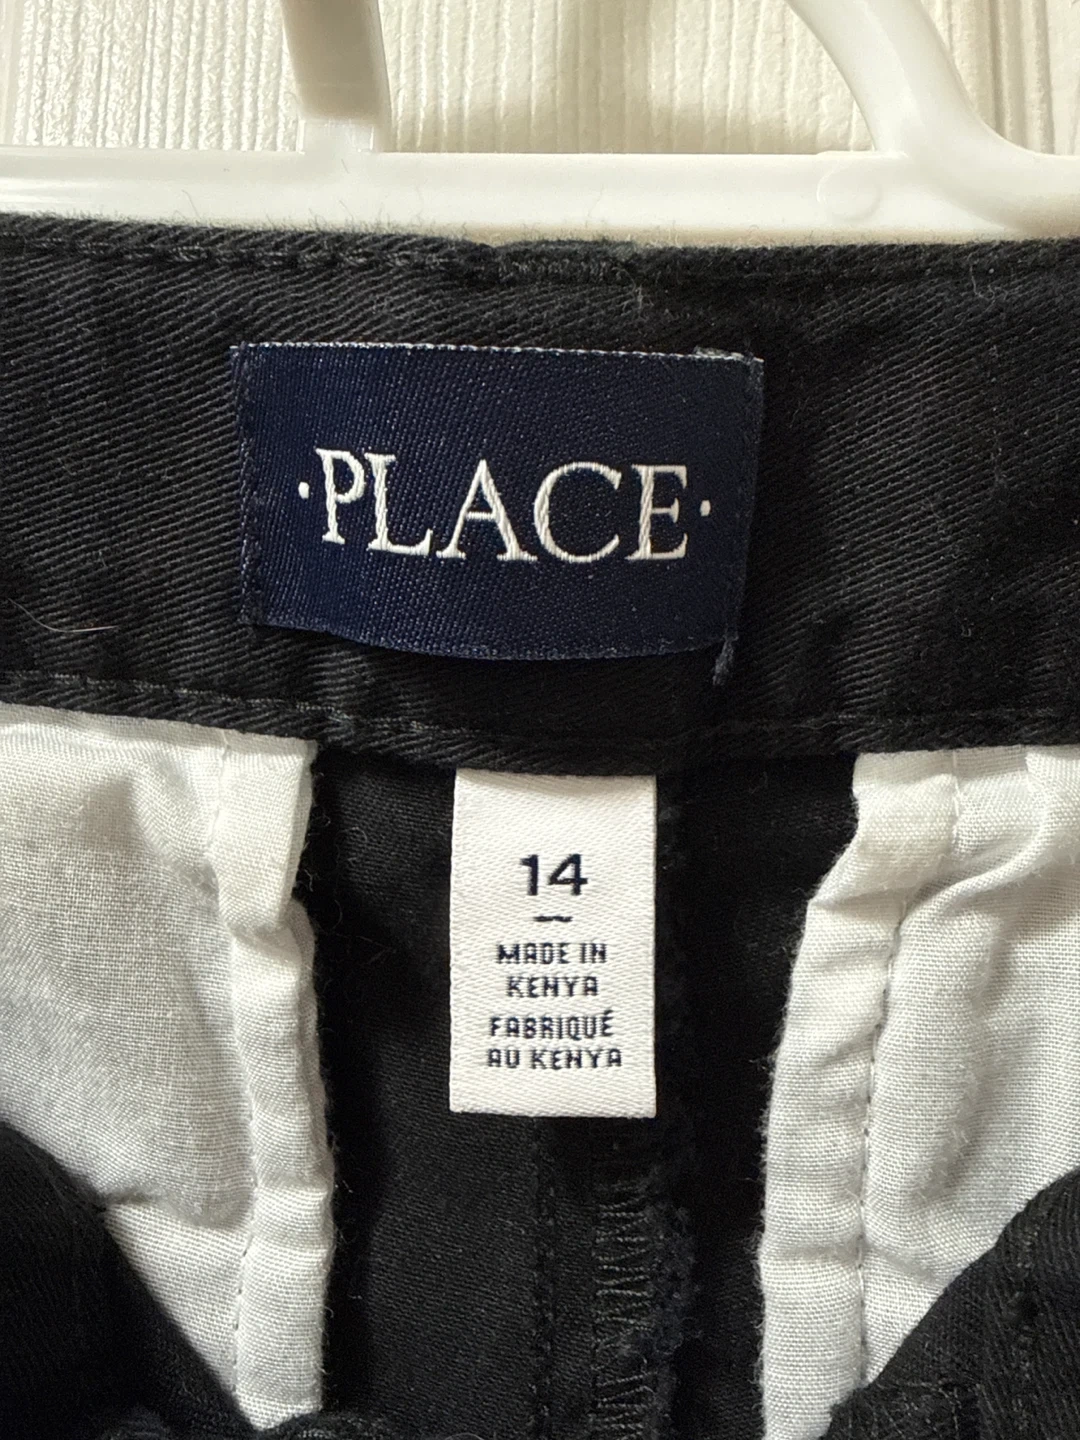 ·PLACE·
14
MADE IN
KENYA
FABRIQUÉ
AU KENYA